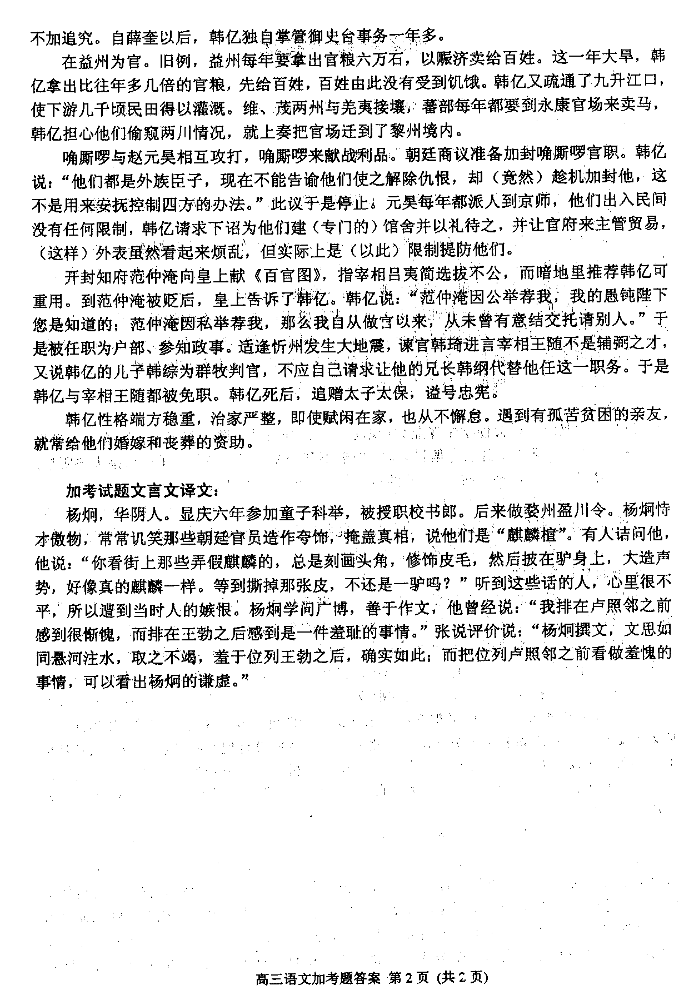 不加追究。自薛奎以后，韩亿独自掌管御史台事务一年多。
在益州为官。旧例，益州每年要拿出官粮六万石，以赈济卖给百姓。这一年大旱，韩
亿拿出比往年多几倍的官粮，先给百姓，百姓由此没有受到饥饿。韩亿又疏通了九升江口，
使下游几千顷民田得以灌溉。维、茂两州与羌夷接壤，蕃部每年都要到永康官场来卖马，
韩亿担心他们偷窥两川情况，就上奏把官场迁到了黎州境内。
唃厮啰与赵元昊相互攻打，唃厮啰来献战利品。朝廷商议准备加封唃厮啰官职。韩亿
说：“他们都是外族臣子，现在不能告谕他们使之解除仇恨，却（竟然）趁机加封他，这
不是用来安抚控制四方的办法。”此议于是停止。元昊每年都派人到京师，他们出入民间
没有任何限制，韩亿请求下诏为他们建（专门的）馆舍并以礼待之，并让官府来主管贸易，
（这样）外表虽然看起来烦乱，但实际上是（以此）限制提防他们。
开封知府范仲淹向皇上献《百官图》，指宰相吕夷简选拔不公，而暗地里推荐韩亿可
重用。到范仲淹被贬后，皇上告诉了韩亿。韩亿说：“范仲淹因公举荐我，我的愚钝陛下
您是知道的；范仲淹因私举荐我，那么我自从做官以来，从未曾有意结交托请别人。”于
是被任职为户部、参知政事。适逢忻州发生大地震，谏官韩琦进言宰相王随不是辅弼之才，
又说韩亿的儿子韩综为群牧判官，不应自己请求让他的兄长韩纲代替他任这一职务。于是
韩亿与宰相王随都被免职。韩亿死后，追赠太子太保，谥号忠宪。
韩亿性格端方稳重，治家严整，即使赋闲在家，也从不懈怠。遇到有孤苦贫困的亲友，
就常给他们婚嫁和丧葬的资助。
加考试题文言文译文：
杨炯，华阴人。显庆六年参加童子科举，被授职校书郎。后来做婺州盈川令。杨炯恃
才傲物，常常讥笑那些朝廷官员造作夸饰，掩盖真相，说他们是“麒麟楦”。有人诘问他，
他说：“你看街上那些弄假麒麟的，总是刻画头角，修饰皮毛，然后披在驴身上，大造声
势，好像真的麒麟一样。等到撕掉那张皮，不还是一驴吗？”听到这些话的人，心里很不
平，所以遭到当时人的嫉恨。杨炯学问广博，善于作文，他曾经说：“我排在卢照邻之前
感到很惭愧，而排在王勃之后感到是一件羞耻的事情。”张说评价说：“杨炯撰文，文思如
同悬河注水，取之不竭，羞于位列王勃之后，确实如此；而把位列卢照邻之前看做羞愧的
事情，可以看出杨炯的谦虚。”
高三语文加考题答案 第 2 页 (共 2 页)